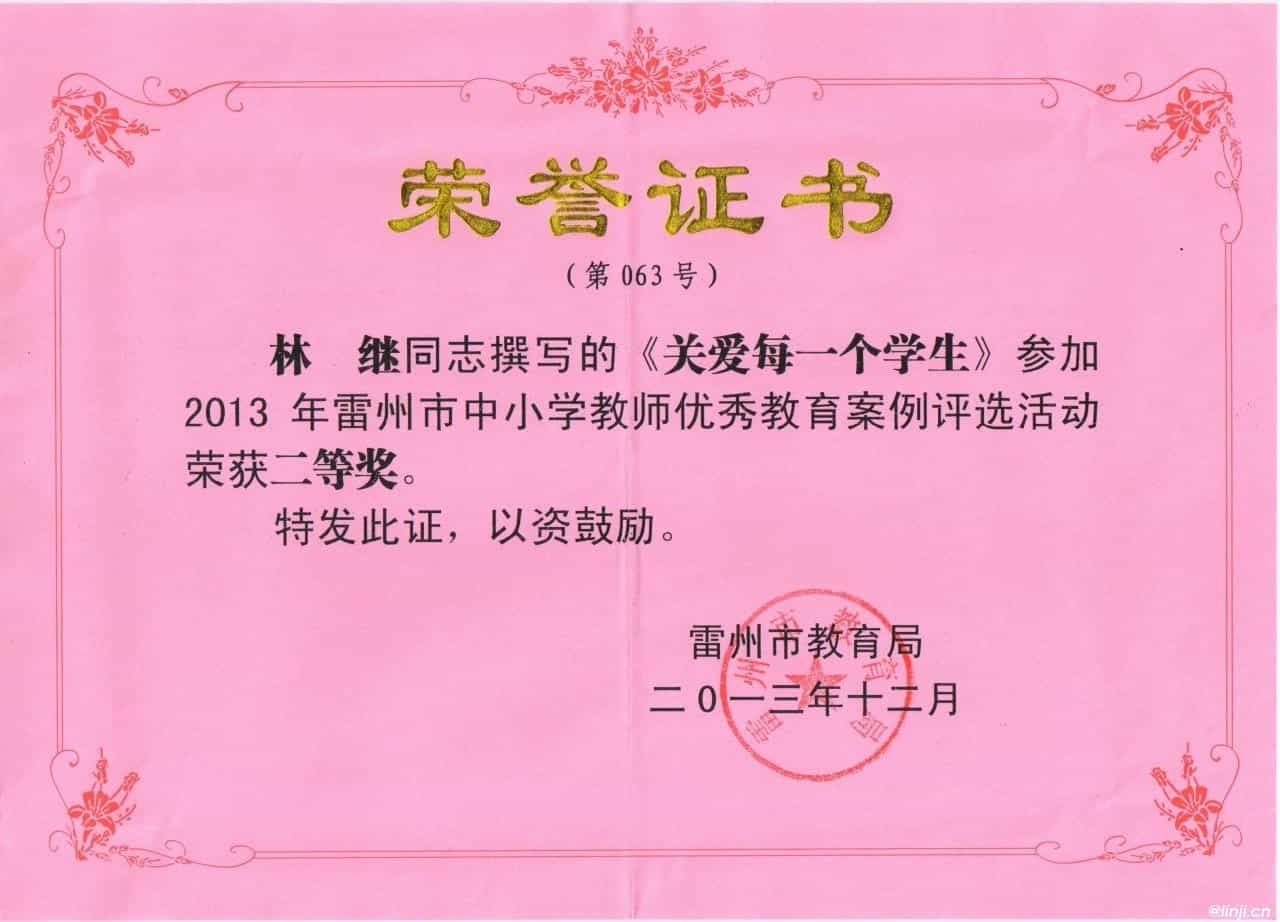 荣誉证书
（第 063 号）
林　继同志撰写的《关爱每一个学生》参加
2013 年雷州市中小学教师优秀教育案例评选活动
荣获二等奖。
特发此证，以资鼓励。
雷州市教育局
二0一三年十二月
雷州市教育局
@linji.cn